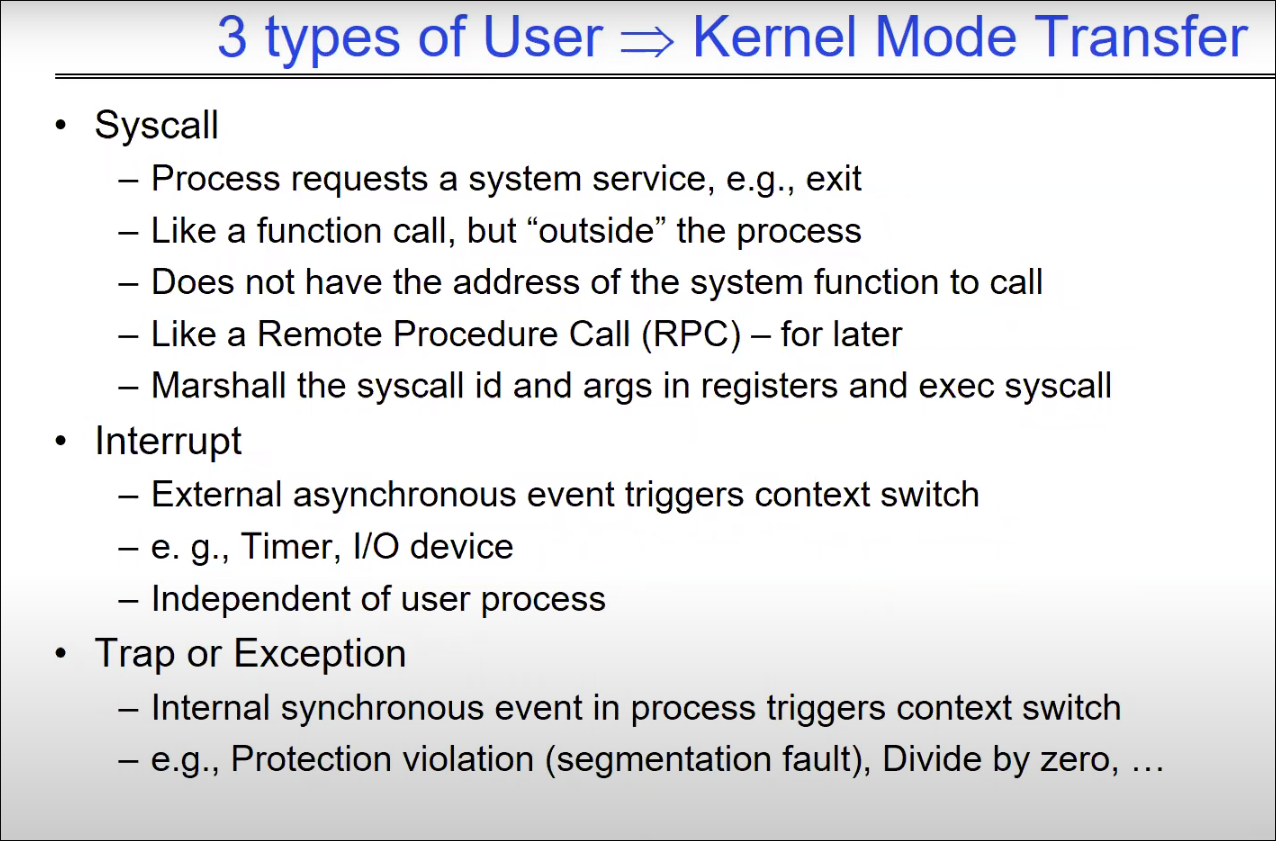 3 types of User ⇒ Kernel Mode Transfer
• Syscall
– Process requests a system service, e.g., exit
– Like a function call, but “outside” the process
– Does not have the address of the system function to call
– Like a Remote Procedure Call (RPC) – for later
– Marshall the syscall id and args in registers and exec syscall
• Interrupt
– External asynchronous event triggers context switch
– e. g., Timer, I/O device
– Independent of user process
• Trap or Exception
– Internal synchronous event in process triggers context switch
– e.g., Protection violation (segmentation fault), Divide by zero, …